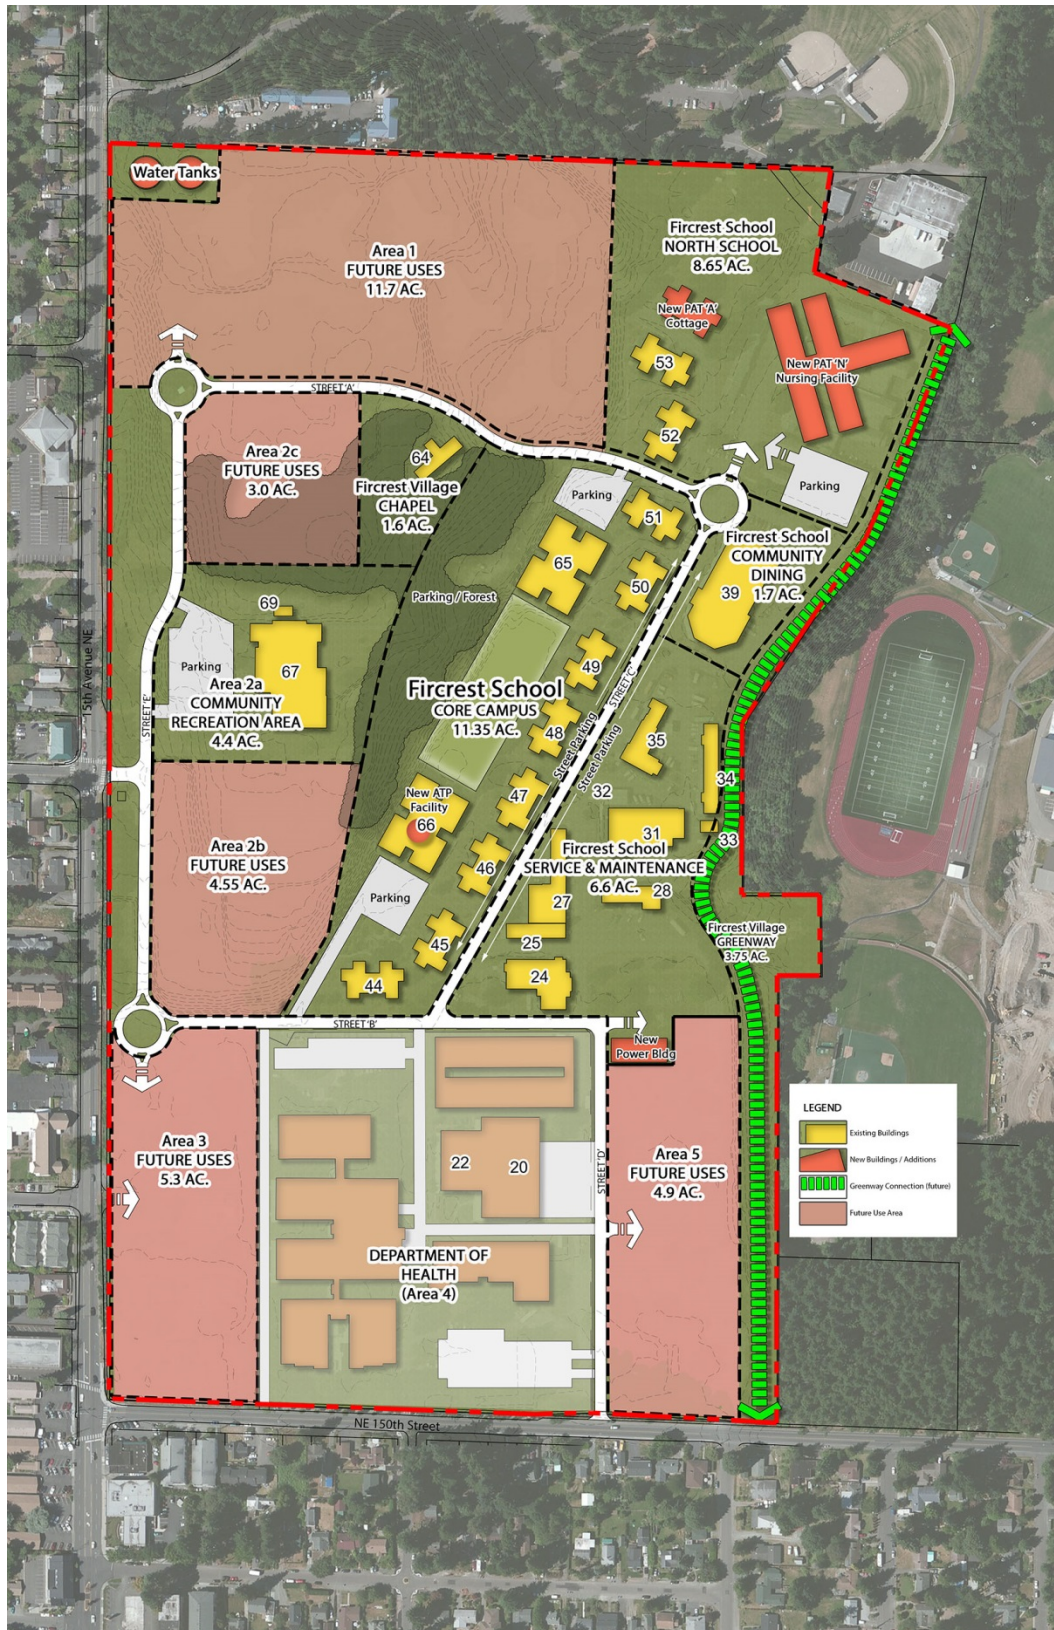 Water Tanks
Area 1
FUTURE USES
11.7 AC.
Fircrest School
NORTH SCHOOL
8.65 AC.
New PAT 'A'
Cottage
53
New PAT 'N'
Nursing Facility
52
STREET 'A'
Area 2c
FUTURE USES
3.0 AC.
64
Fircrest Village
CHAPEL
1.6 AC.
Parking
Parking
51
Fircrest School
COMMUNITY
DINING
1.7 AC.
65
50
39
Parking / Forest
69
67
Parking
Area 2a
COMMUNITY
RECREATION AREA
4.4 AC.
15th Avenue NE
STREET 'E'
49
STREET 'C'
Fircrest School
CORE CAMPUS
11.35 AC.
48
Street Parking
Street Parking
35
34
47
32
New ATP
Facility
66
31
33
Area 2b
FUTURE USES
4.55 AC.
Fircrest School
SERVICE & MAINTENANCE
6.6 AC.
46
Parking
27
28
45
25
Fircrest Village
GREENWAY
3.75 AC.
44
24
STREET 'B'
New
Power Bldg
LEGEND
Existing Buildings
New Buildings / Additions
Greenway Connection (future)
Future Use Area
Area 3
FUTURE USES
5.3 AC.
22
20
STREET 'D'
Area 5
FUTURE USES
4.9 AC.
DEPARTMENT OF
HEALTH
(Area 4)
NE 150th Street